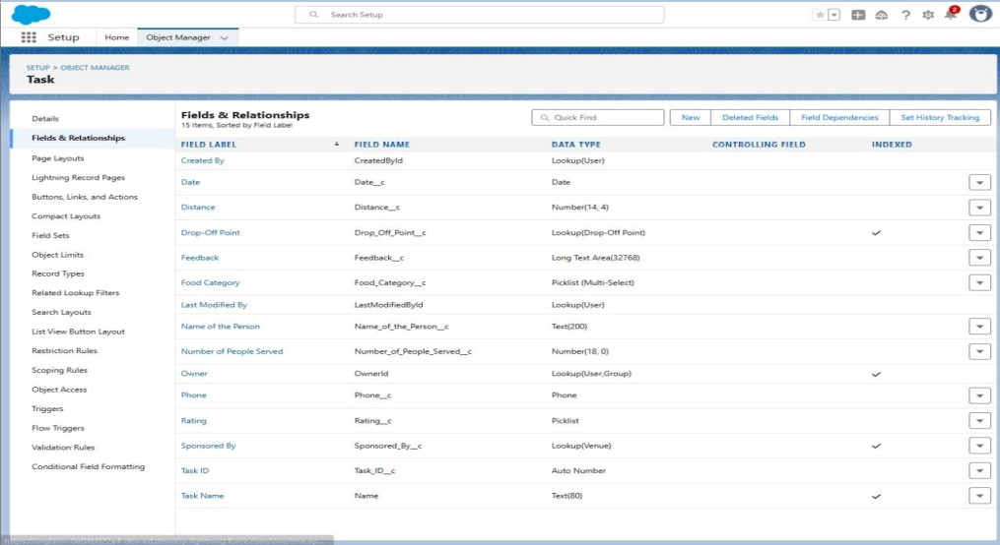 Search Setup
2
Setup Home Object Manager
SETUP > OBJECT MANAGER
Task
Details
Fields & Relationships
Page Layouts
Lightning Record Pages
Buttons, Links, and Actions
Compact Layouts
Field Sets
Object Limits
Record Types
Related Lookup Filters
Search Layouts
List View Button Layout
Restriction Rules
Scoping Rules
Object Access
Triggers
Flow Triggers
Validation Rules
Conditional Field Formatting
Fields & Relationships
15 Items, Sorted by Field Label
Quick Find New Deleted Fields Field Dependencies Set History Tracking
FIELD LABEL FIELD NAME DATA TYPE CONTROLLING FIELD INDEXED
Created By CreatedById Lookup(User)
Date Date__c Date
Distance Distance__c Number(14, 4)
Drop-Off Point Drop_Off_Point__c Lookup(Drop-Off Point)
Feedback Feedback__c Long Text Area(32768)
Food Category Food_Category__c Picklist (Multi-Select)
Last Modified By LastModifiedById Lookup(User)
Name of the Person Name_of_the_Person__c Text(200)
Number of People Served Number_of_People_Served__c Number(18, 0)
Owner OwnerId Lookup(User,Group)
Phone Phone__c Phone
Rating Rating__c Picklist
Sponsored By Sponsored_By__c Lookup(Venue)
Task ID Task_ID__c Auto Number
Task Name Name Text(80)